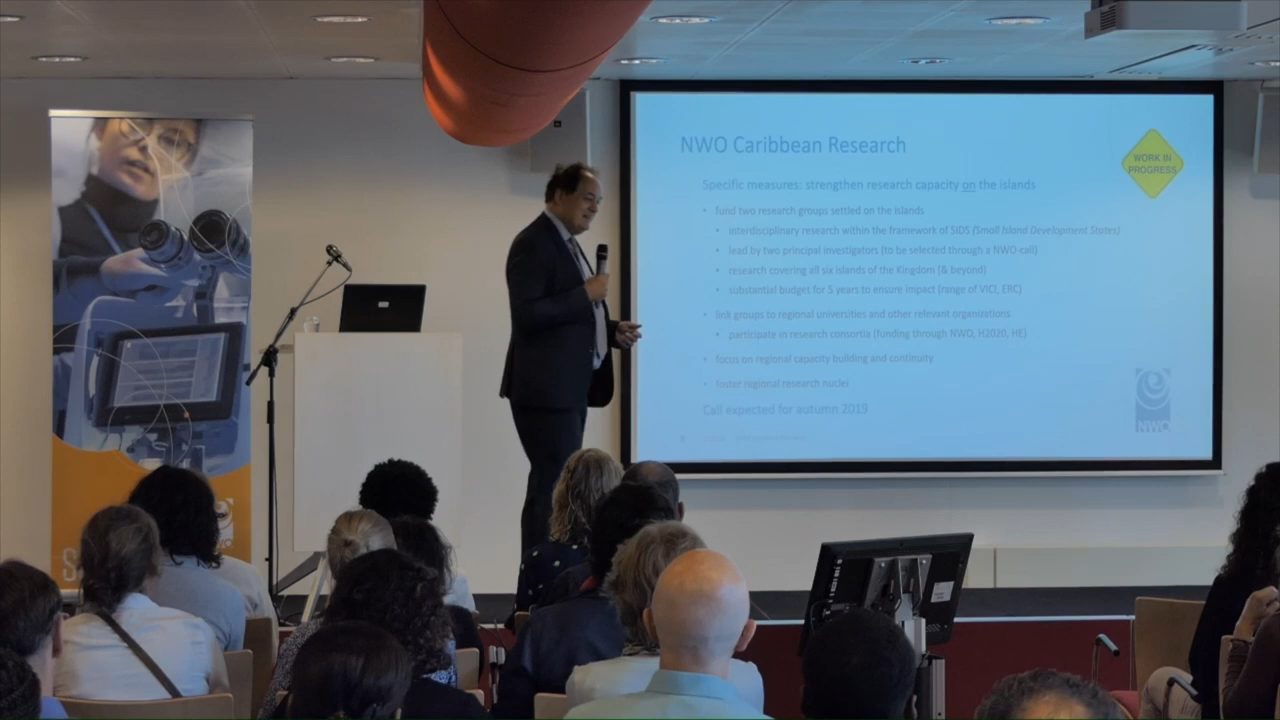 NWO Caribbean Research
WORK IN
PROGRESS
Specific measures: strengthen research capacity on the islands
• fund two research groups settled on the islands
• interdisciplinary research within the framework of SIDS (Small Island Development States)
• lead by two principal investigators (to be selected through a NWO-call)
• research covering all six islands of the Kingdom (& beyond)
• substantial budget for 5 years to ensure impact (range of VICI, ERC)
• link groups to regional universities and other relevant organizations
• participate in research consortia (funding through NWO, H2020, HE)
• focus on regional capacity building and continuity
• foster regional research nuclei
Call expected for autumn 2019
NWO